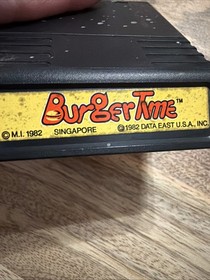 BurgerTime™
© M.I. 1982 SINGAPORE © 1982 DATA EAST U.S.A., INC.